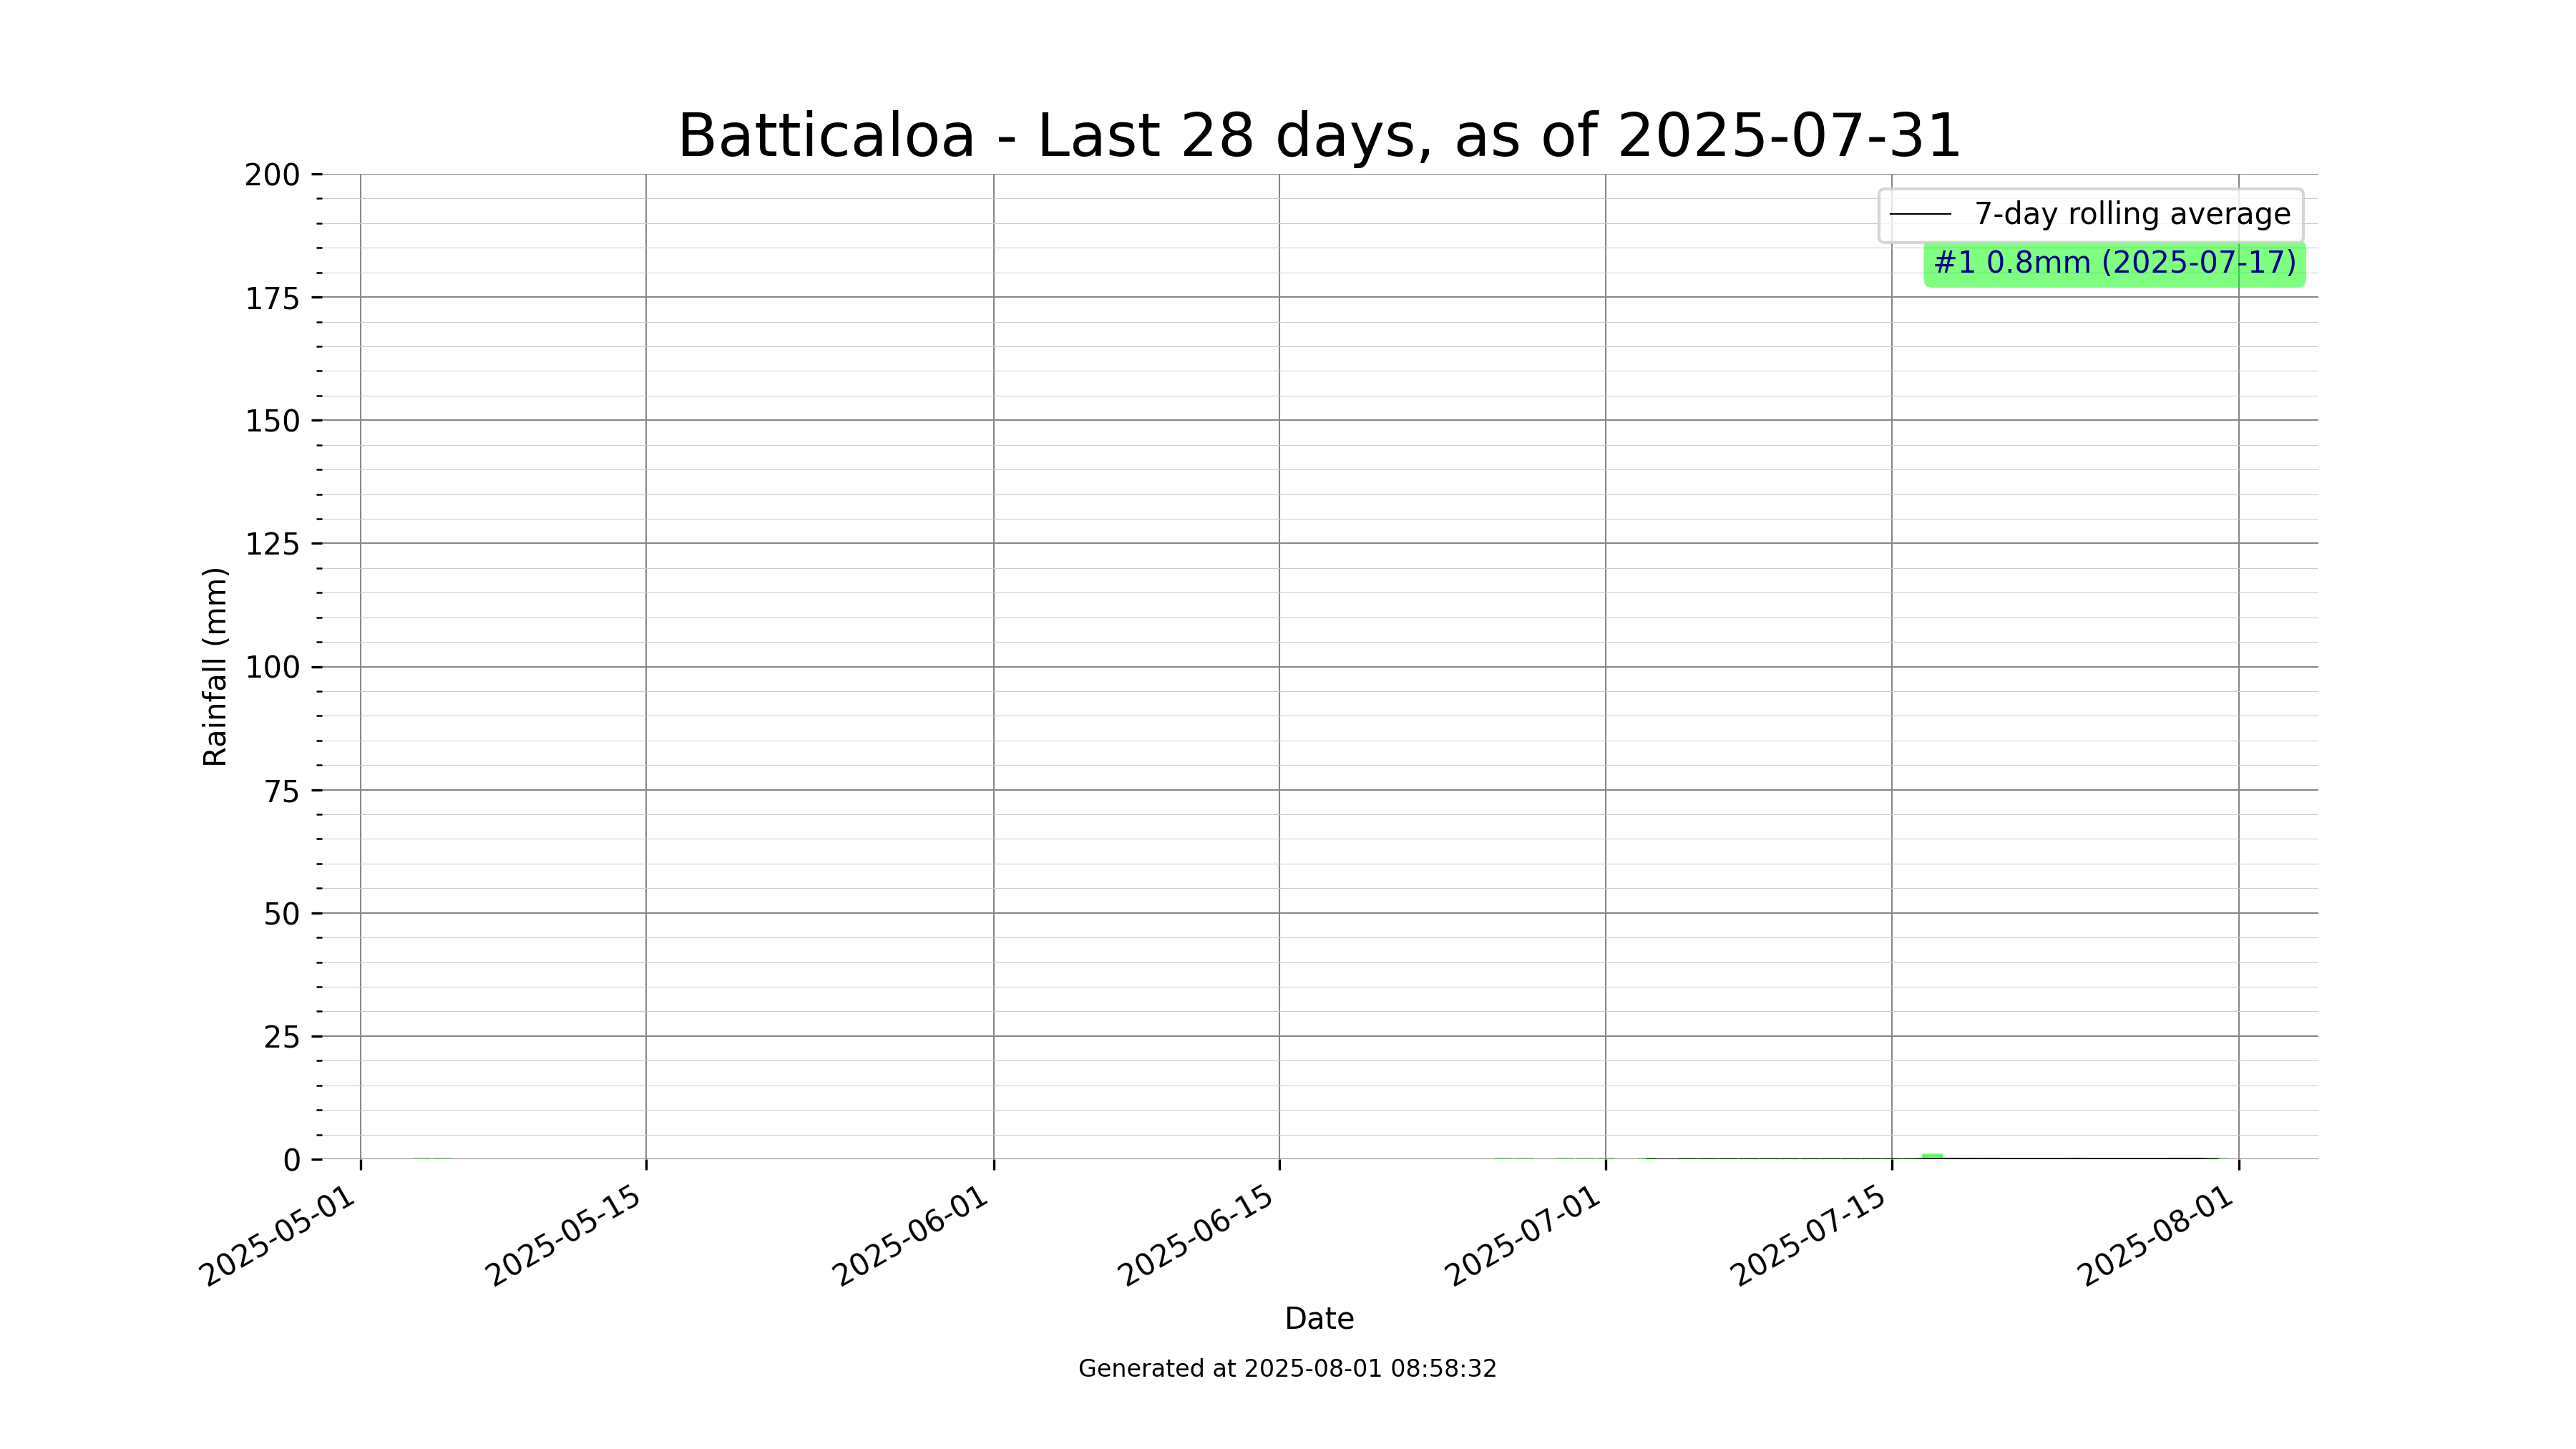 Batticaloa - Last 28 days, as of 2025-07-31
200
175
150
125
100
75
50
25
0
Rainfall (mm)
7-day rolling average
#1 0.8mm (2025-07-17)
2025-05-01
2025-05-15
2025-06-01
2025-06-15
2025-07-01
2025-07-15
2025-08-01
Date
Generated at 2025-08-01 08:58:32